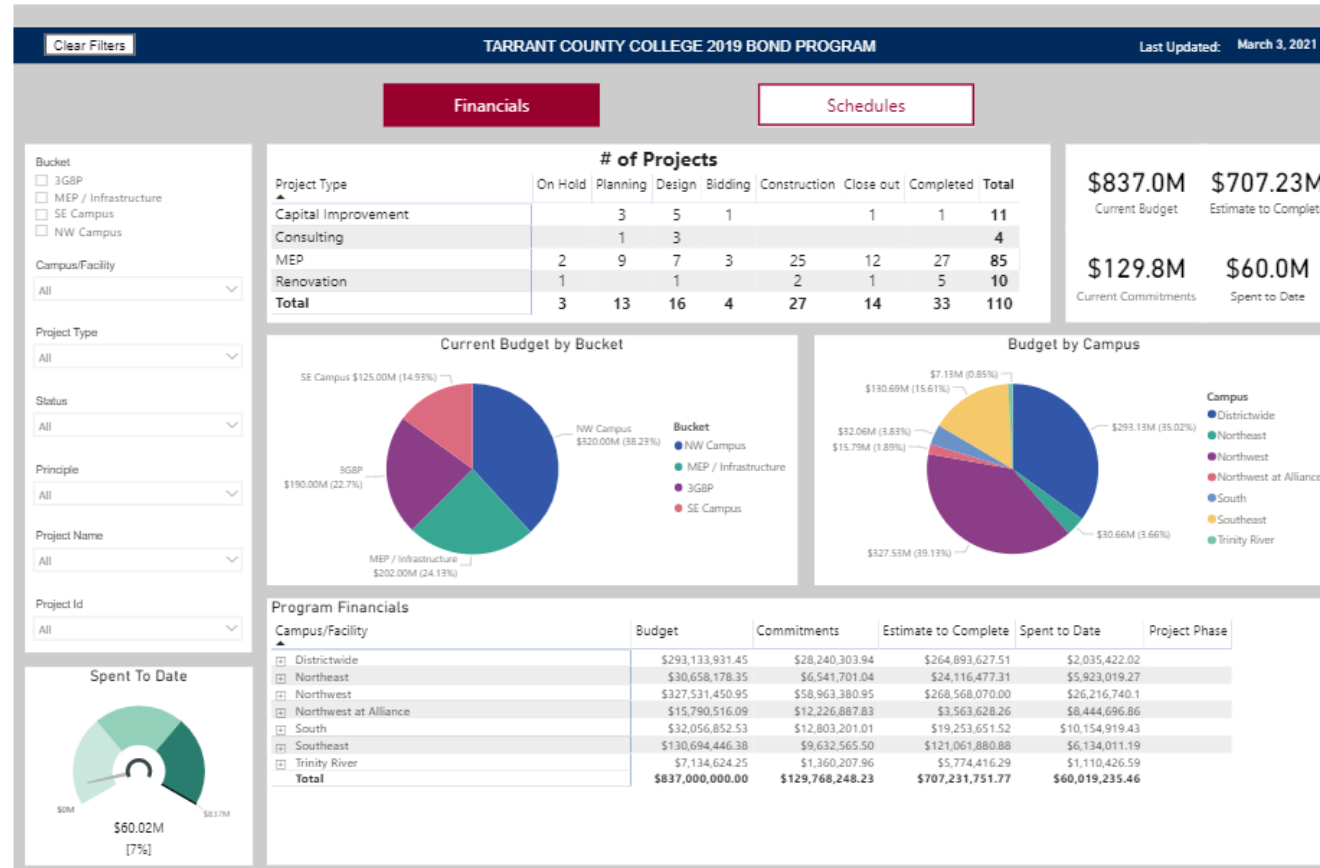 Clear Filters
TARRANT COUNTY COLLEGE 2019 BOND PROGRAM
Last Updated: March 3, 2021
Financials
Schedules
Bucket
3G8P
MEP / Infrastructure
SE Campus
NW Campus
Campus/Facility
All
Project Type
All
Status
All
Principle
All
Project Name
All
Project Id
All
# of Projects
Project Type On Hold Planning Design Bidding Construction Close out Completed Total
Capital Improvement 3 5 1 1 1 11
Consulting 1 3 4
MEP 2 9 7 3 25 12 27 85
Renovation 1 1 2 1 5 10
Total 3 13 16 4 27 14 33 110
$837.0M $707.23M
Current Budget Estimate to Complet
$129.8M $60.0M
Current Commitments Spent to Date
Current Budget by Bucket
SE Campus $125.00M (14.93%)
NW Campus
$320.00M (38.23%)
3G8P
$190.00M (22.7%)
MEP / Infrastructure
$202.00M (24.13%)
Bucket
NW Campus
MEP / Infrastructure
3G8P
SE Campus
Budget by Campus
$7.13M (0.85%)
$130.69M (15.61%)
$32.06M (3.83%)
$15.79M (1.89%)
$293.13M (35.02%)
$30.66M (3.66%)
$327.53M (39.13%)
Campus
Districtwide
Northeast
Northwest
Northwest at Alliance
South
Southeast
Trinity River
Program Financials
Campus/Facility Budget Commitments Estimate to Complete Spent to Date Project Phase
Districtwide $293,133,931.45 $28,240,303.94 $264,893,627.51 $2,035,422.02
Northeast $30,658,178.35 $6,541,701.04 $24,116,477.31 $5,923,019.27
Northwest $327,531,450.95 $58,963,380.95 $268,568,070.00 $26,216,740.1
Northwest at Alliance $15,790,516.09 $12,226,887.83 $3,563,628.26 $8,444,696.86
South $32,056,852.53 $12,803,201.01 $19,253,651.52 $10,154,919.43
Southeast $130,694,446.38 $9,632,565.50 $121,061,880.88 $6,134,011.19
Trinity River $7,134,624.25 $1,360,207.96 $5,774,416.29 $1,110,426.59
Total $837,000,000.00 $129,768,248.23 $707,231,751.77 $60,019,235.46
Spent To Date
$0M
$837M
$60.02M
[7%]